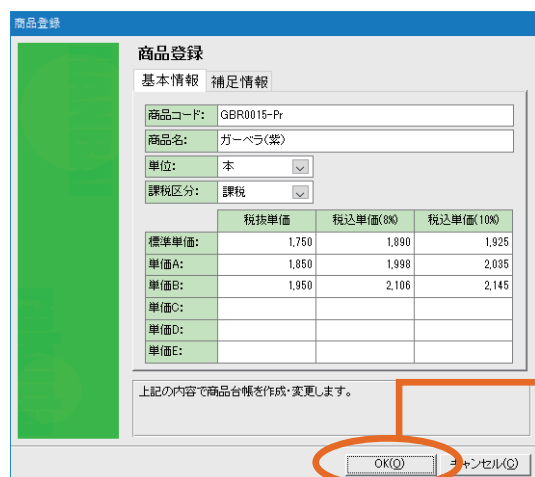 商品登録
商品登録
基本情報 補足情報
商品コード: GBR0015-Pr
商品名: ガーベラ(紫)
単位: 本
課税区分: 課税
税抜単価 税込単価(8%) 税込単価(10%)
標準単価: 1,750 1,890 1,925
単価A: 1,850 1,998 2,035
単価B: 1,950 2,106 2,145
単価C:
単価D:
単価E:
上記の内容で商品台帳を作成・変更します。
OK(O) キャンセル(C)